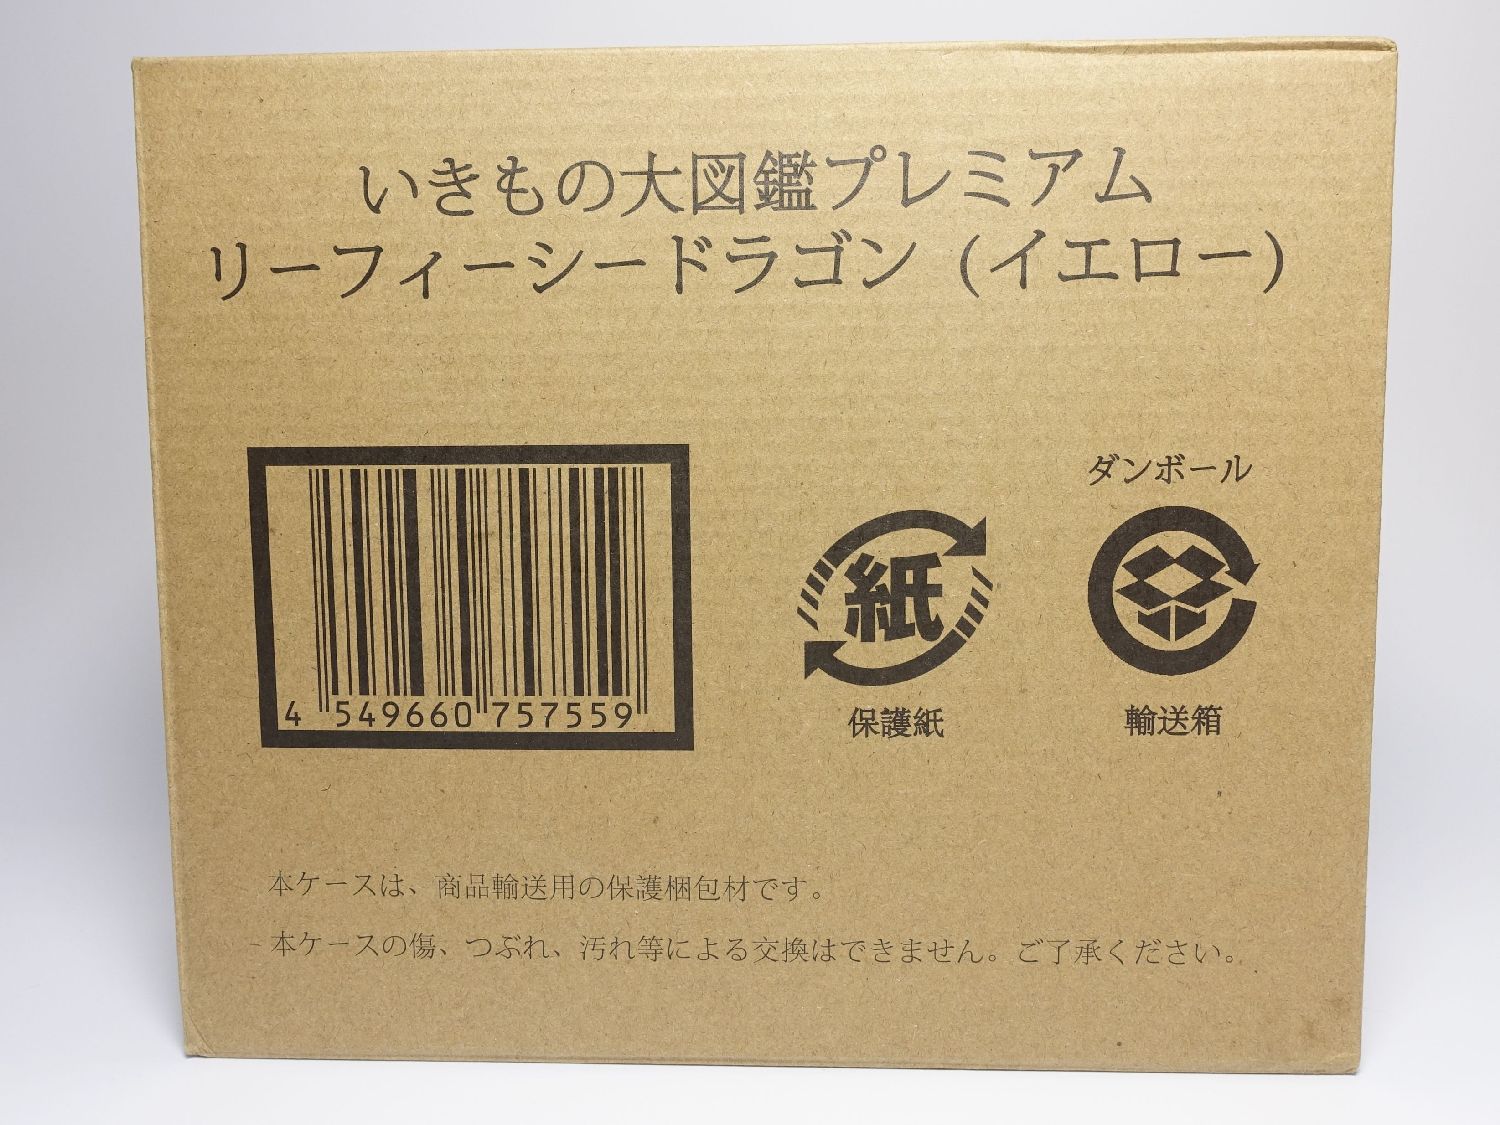 いきもの大図鑑プレミアム
リーフィーシードラゴン (イエロー)
ダンボール
紙
4 549660 757559
保護紙
輸送箱
本ケースは、商品輸送用の保護梱包材です。
本ケースの傷、つぶれ、汚れ等による交換はできません。ご了承ください。